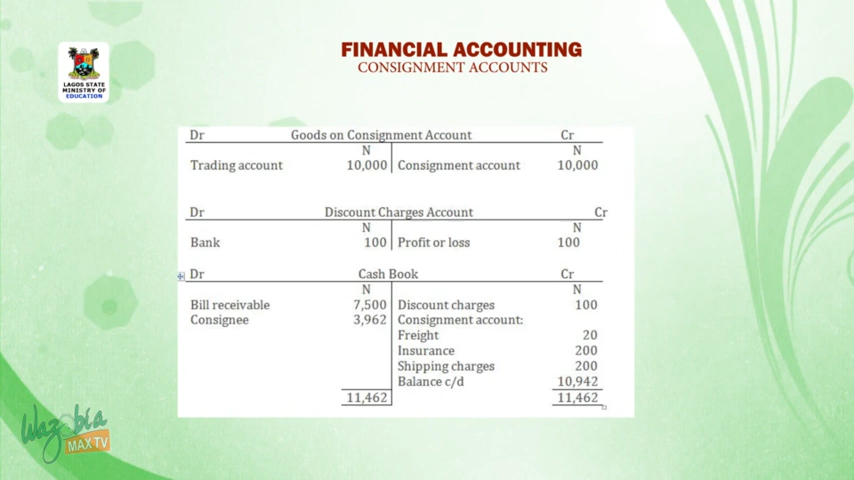 FINANCIAL ACCOUNTING
CONSIGNMENT ACCOUNTS
LAGOS STATE
MINISTRY OF
EDUCATION
Dr Goods on Consignment Account Cr
N N
Trading account 10,000 Consignment account 10,000
Dr Discount Charges Account Cr
N N
Bank 100 Profit or loss 100
Dr Cash Book Cr
N N
Bill receivable 7,500 Discount charges 100
Consignee 3,962 Consignment account:
Freight 20
Insurance 200
Shipping charges 200
Balance c/d 10,942
11,462 11,462
Wazobia
MAX TV